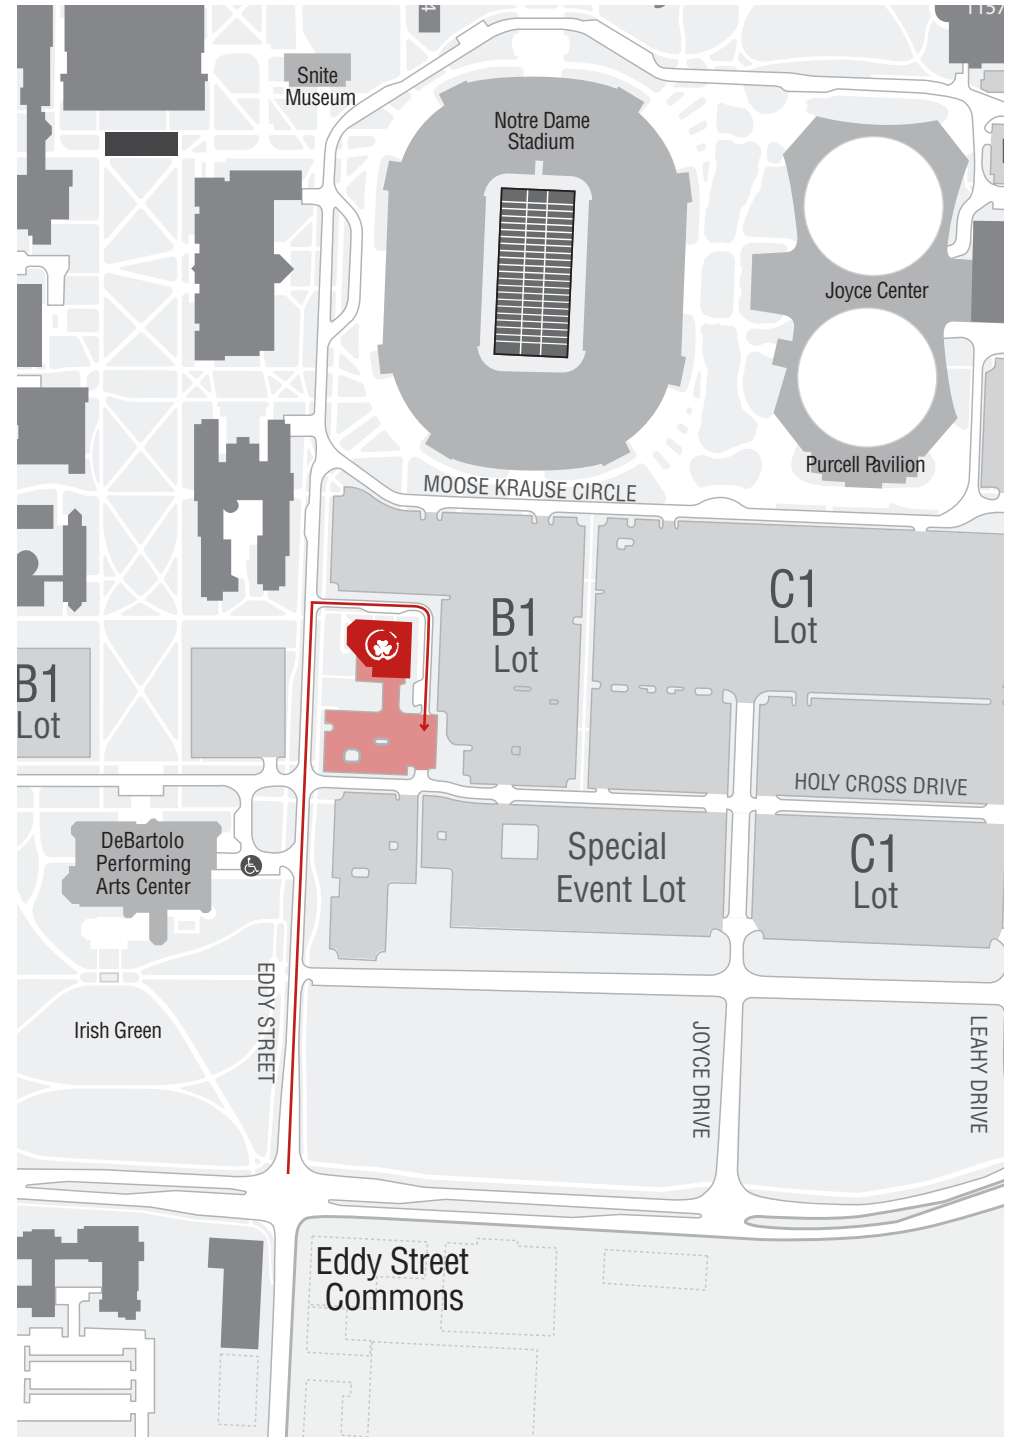 Snite
Museum
Notre Dame
Stadium
Joyce Center
Purcell Pavilion
MOOSE KRAUSE CIRCLE
B1
Lot
C1
Lot
B1
Lot
HOLY CROSS DRIVE
DeBartolo
Performing
Arts Center
Special
Event Lot
C1
Lot
EDDY STREET
Irish Green
JOYCE DRIVE
LEAHY DRIVE
Eddy Street
Commons